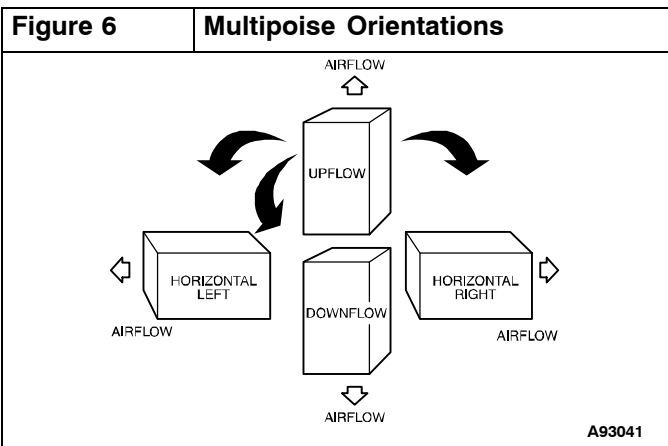 Figure 6
Multipoise Orientations
AIRFLOW
UPFLOW
HORIZONTAL
LEFT
AIRFLOW
DOWNFLOW
HORIZONTAL
RIGHT
AIRFLOW
AIRFLOW
A93041